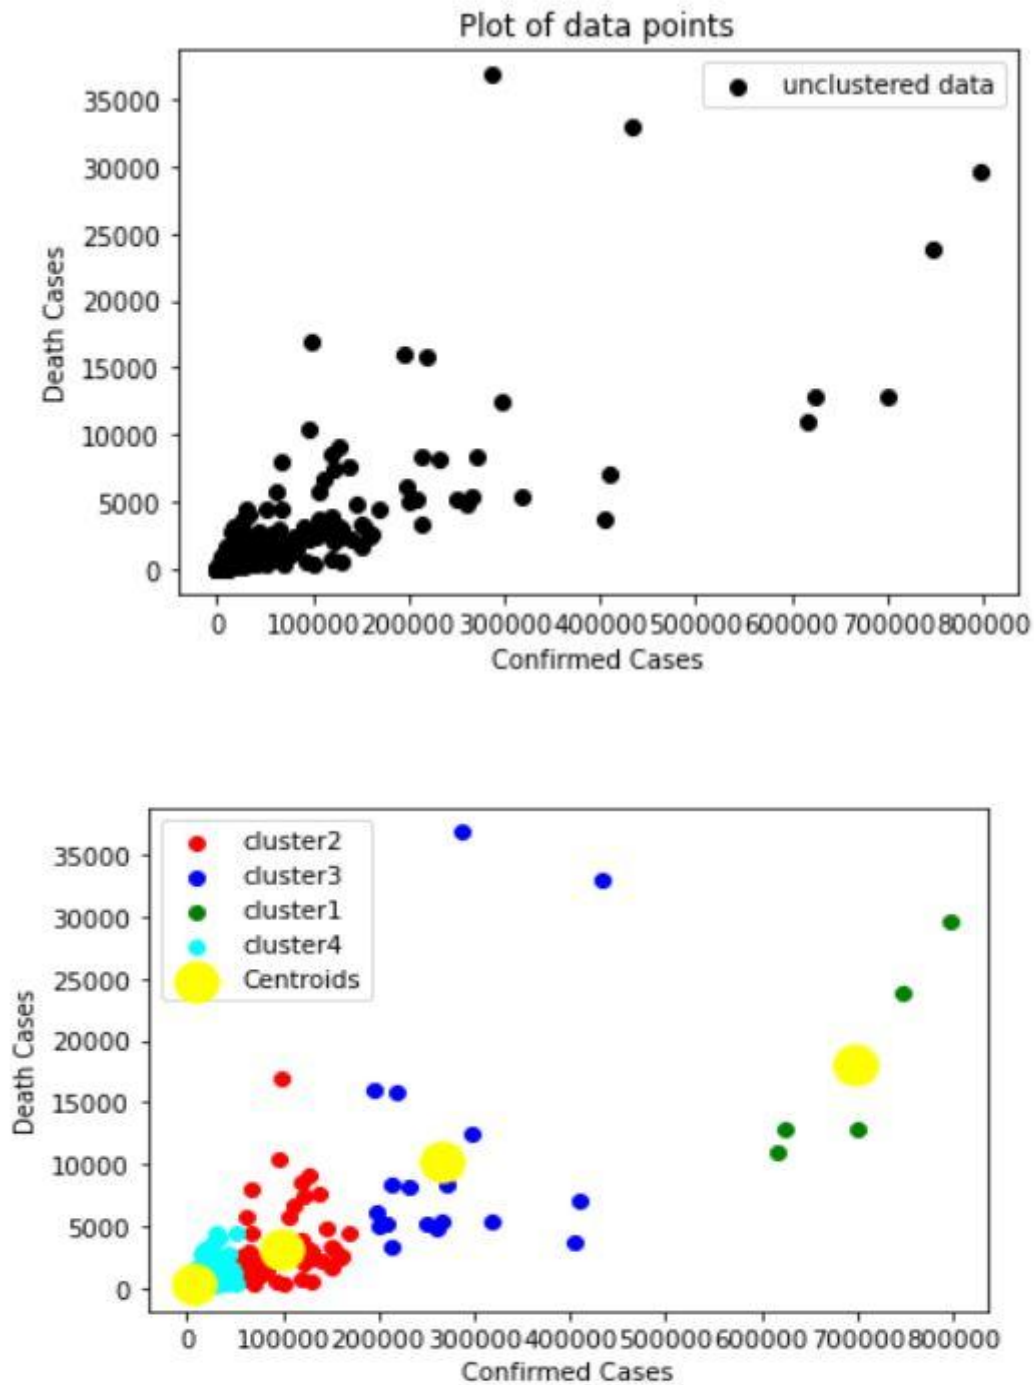 Plot of data points
unclustered data
35000
30000
25000
20000
15000
10000
5000
0
Death Cases
0 100000 200000 300000 400000 500000 600000 700000 800000
Confirmed Cases
cluster2
cluster3
cluster1
cluster4
Centroids
35000
30000
25000
20000
15000
10000
5000
0
Death Cases
0 100000 200000 300000 400000 500000 600000 700000 800000
Confirmed Cases